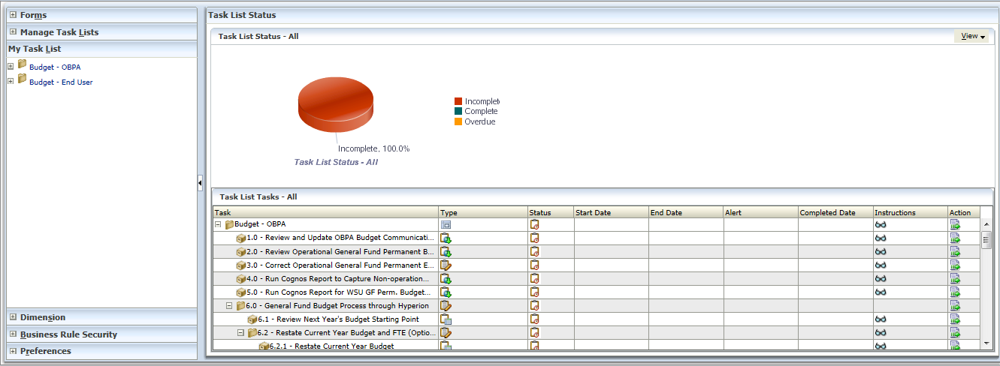 Forms
Manage Task Lists
My Task List
Budget - OBPA
Budget - End User
Dimension
Business Rule Security
Preferences
Task List Status
Task List Status - All
View
Incomplet
Complete
Overdue
Incomplete, 100.0%
Task List Status - All
Task List Tasks - All
Task Type Status Start Date End Date Alert Completed Date Instructions Action
Budget - OBPA
1.0 - Review and Update OBPA Budget Communicati...
2.0 - Review Operational General Fund Permanent B...
3.0 - Correct Operational General Fund Permanent E...
4.0 - Run Cognos Report to Capture Non-operation...
5.0 - Run Cognos Report for WSU GF Perm. Budget...
6.0 - General Fund Budget Process through Hyperion
6.1 - Review Next Year's Budget Starting Point
6.2 - Restate Current Year Budget and FTE (Optio...
6.2.1 - Restate Current Year Budget